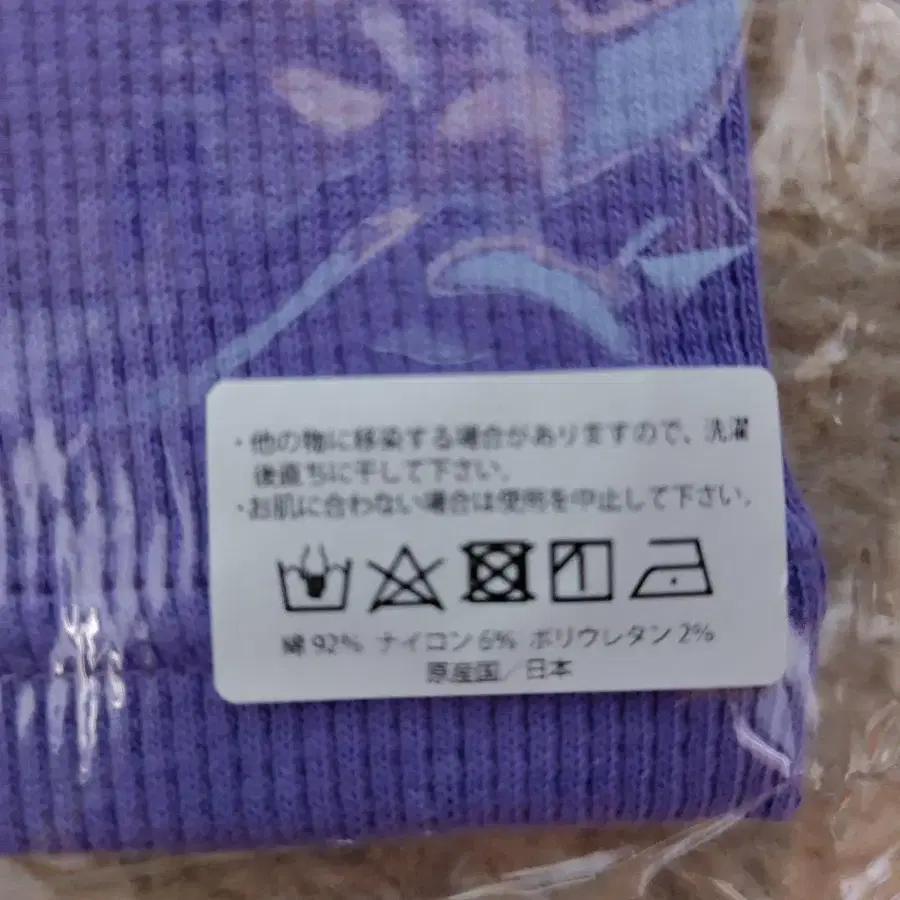 ・他の物に移染する場合がありますので、洗濯
後直ちに干して下さい。
・お肌に合わない場合は使用を中止して下さい。
綿 92% ナイロン 6% ポリウレタン 2%
原産国／日本